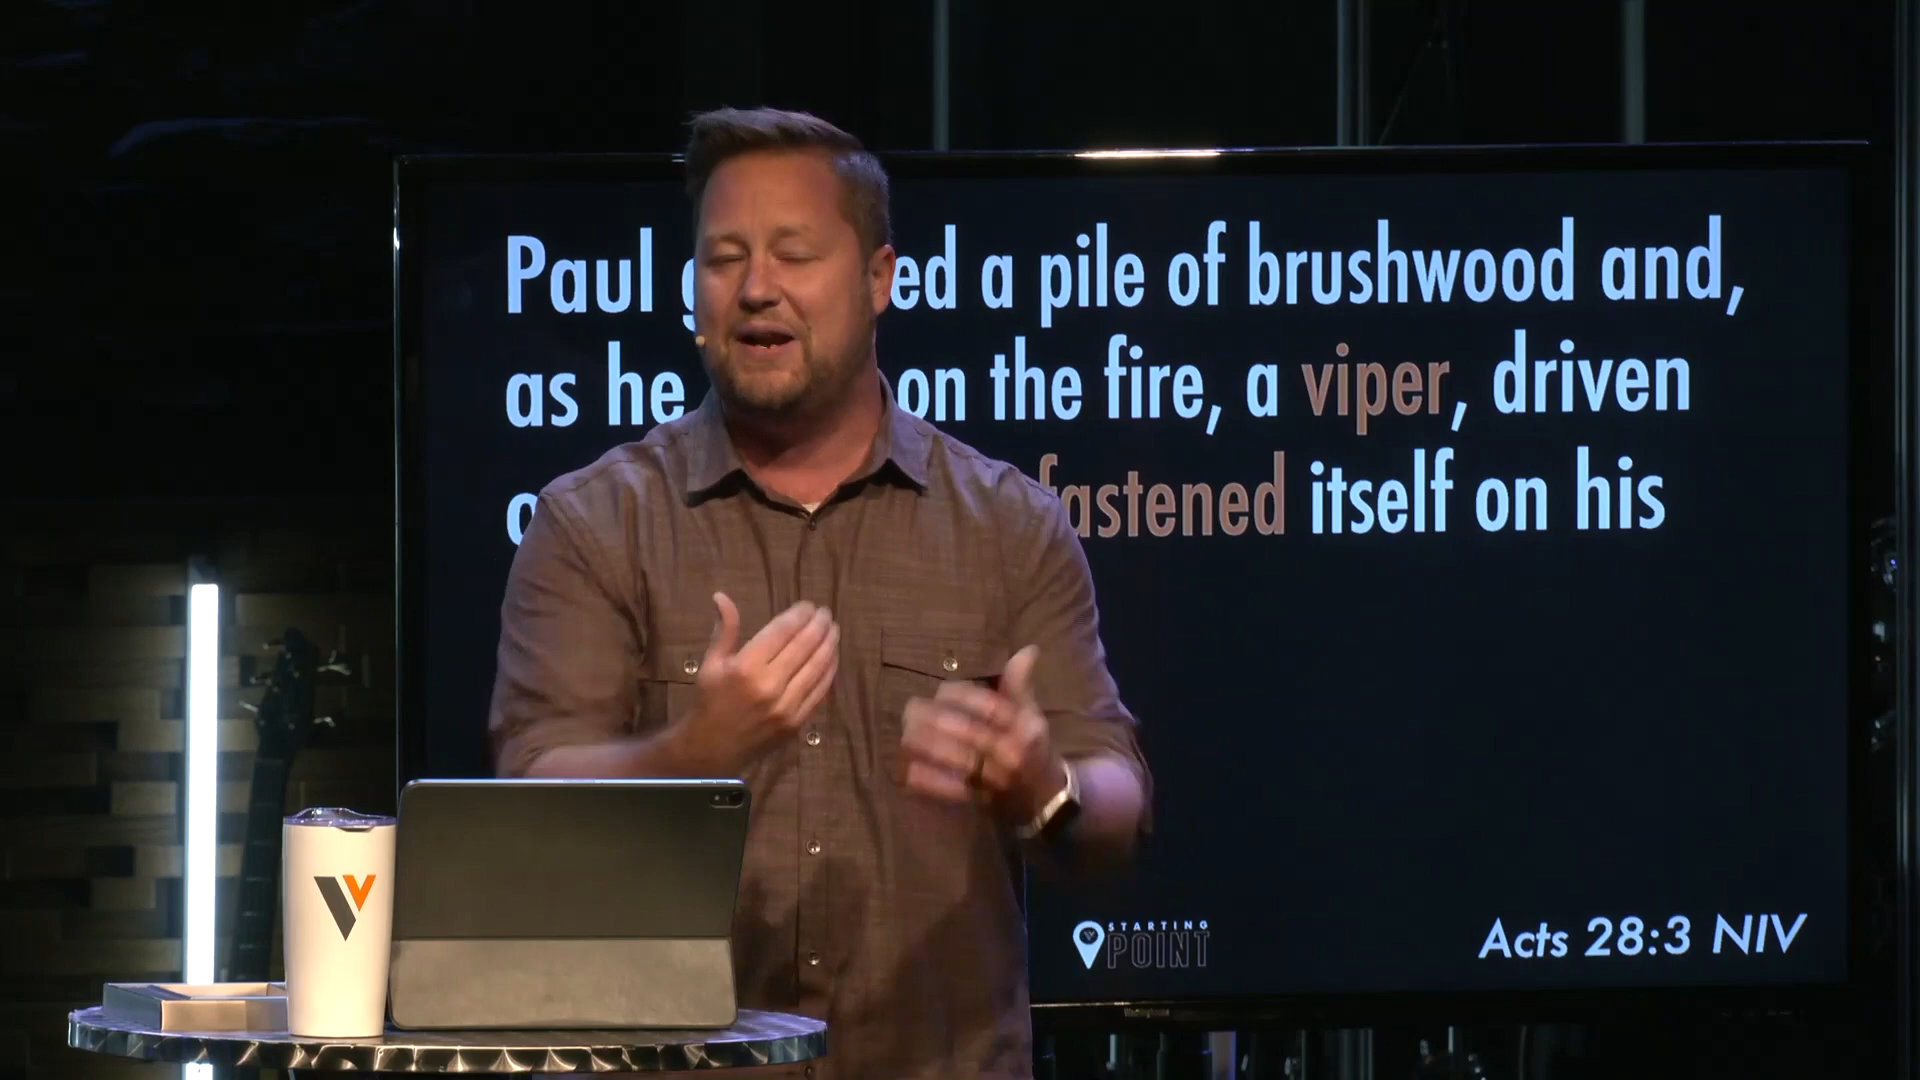 Paul ed a pile of brushwood and,
as he on the fire, a viper, driven
fastened itself on his
STARTING
POINT
Acts 28:3 NIV